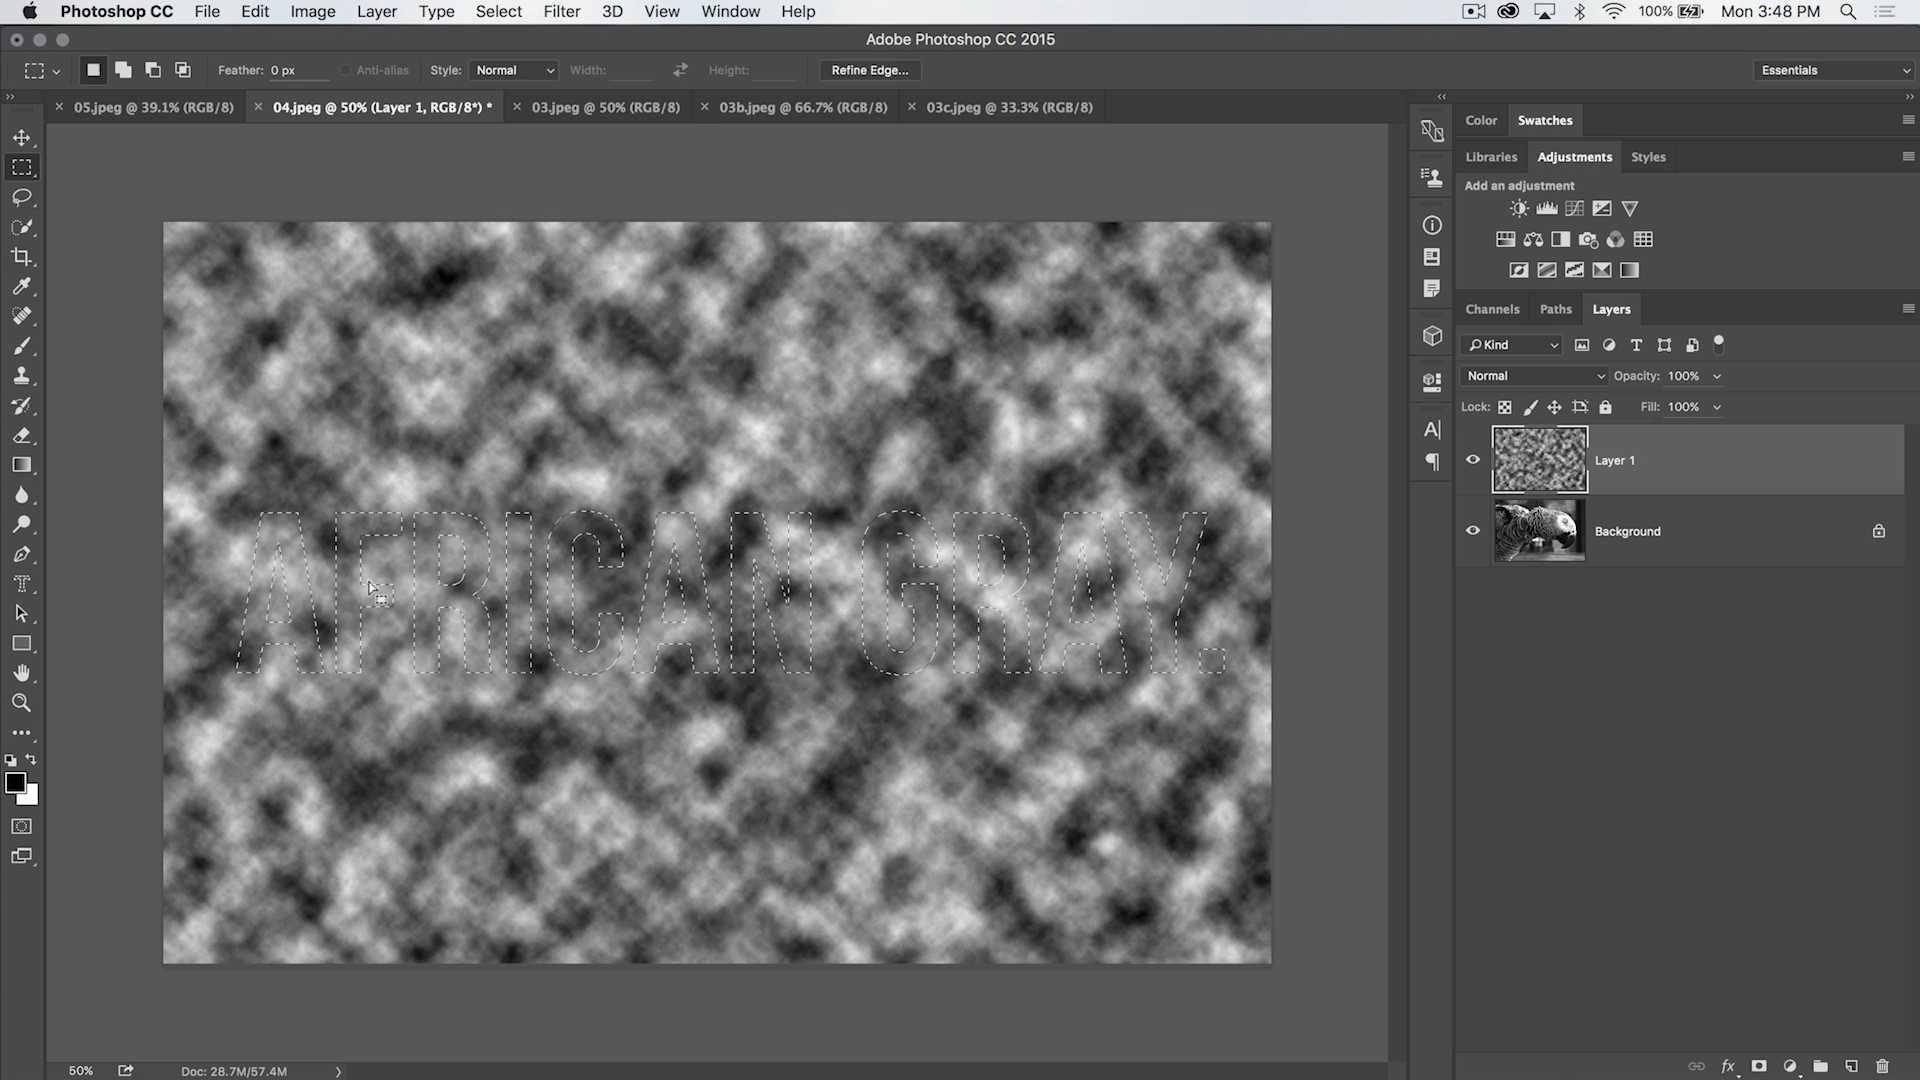 Photoshop CC File Edit Image Layer Type Select Filter 3D View Window Help 100% Mon 3:48 PM
Adobe Photoshop CC 2015
Feather: 0 px Anti-alias Style: Normal Width: Height: Refine Edge... Essentials
05.jpeg @ 39.1% (RGB/8) 04.jpeg @ 50% (Layer 1, RGB/8*) * 03.jpeg @ 50% (RGB/8) 03b.jpeg @ 66.7% (RGB/8) 03c.jpeg @ 33.3% (RGB/8)
Color Swatches
Libraries Adjustments Styles
Add an adjustment
Channels Paths Layers
Kind
Normal Opacity: 100%
Lock: Fill: 100%
Layer 1
Background
AFRICAN GRAY.
50% Doc: 28.7M/57.4M